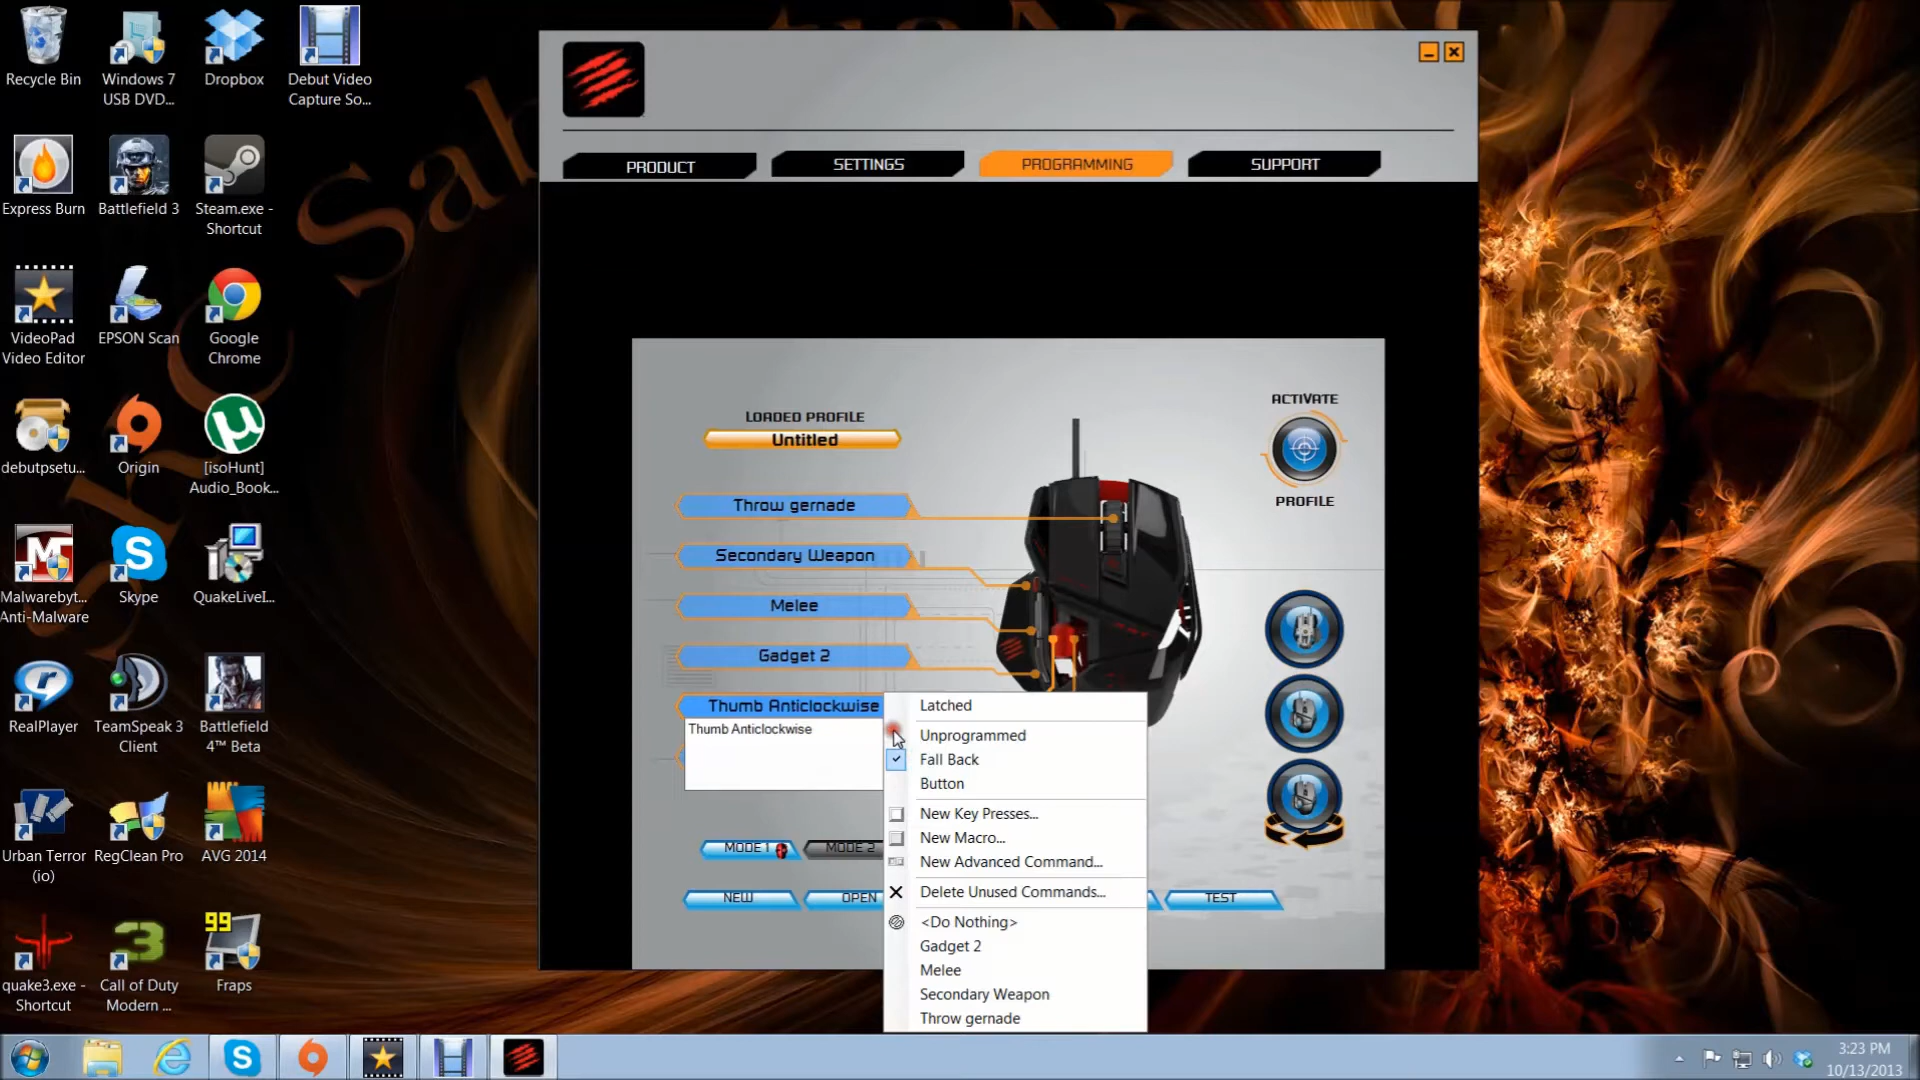 Recycle Bin
Windows 7
USB DVD...
Dropbox
Debut Video
Capture So...
Express Burn
Battlefield 3
Steam.exe -
Shortcut
VideoPad
Video Editor
EPSON Scan
Google
Chrome
debutpsetu...
Origin
[isoHunt]
Audio_Book...
Malwarebyt...
Anti-Malware
Skype
QuakeLiveI...
RealPlayer
TeamSpeak 3
Client
Battlefield
4™ Beta
Urban Terror
(io)
RegClean Pro
AVG 2014
quake3.exe -
Shortcut
Call of Duty
Modern ...
99
Fraps
PRODUCT
SETTINGS
PROGRAMMING
SUPPORT
LOADED PROFILE
Untitled
ACTIVATE
PROFILE
Throw gernade
Secondary Weapon
Melee
Gadget 2
Thumb Anticlockwise
Thumb Anticlockwise
MODE 1
MODE 2
NEW
OPEN
TEST
Latched
Unprogrammed
Fall Back
Button
New Key Presses...
New Macro...
New Advanced Command...
Delete Unused Commands...
<Do Nothing>
Gadget 2
Melee
Secondary Weapon
Throw gernade
3:23 PM
10/13/2013